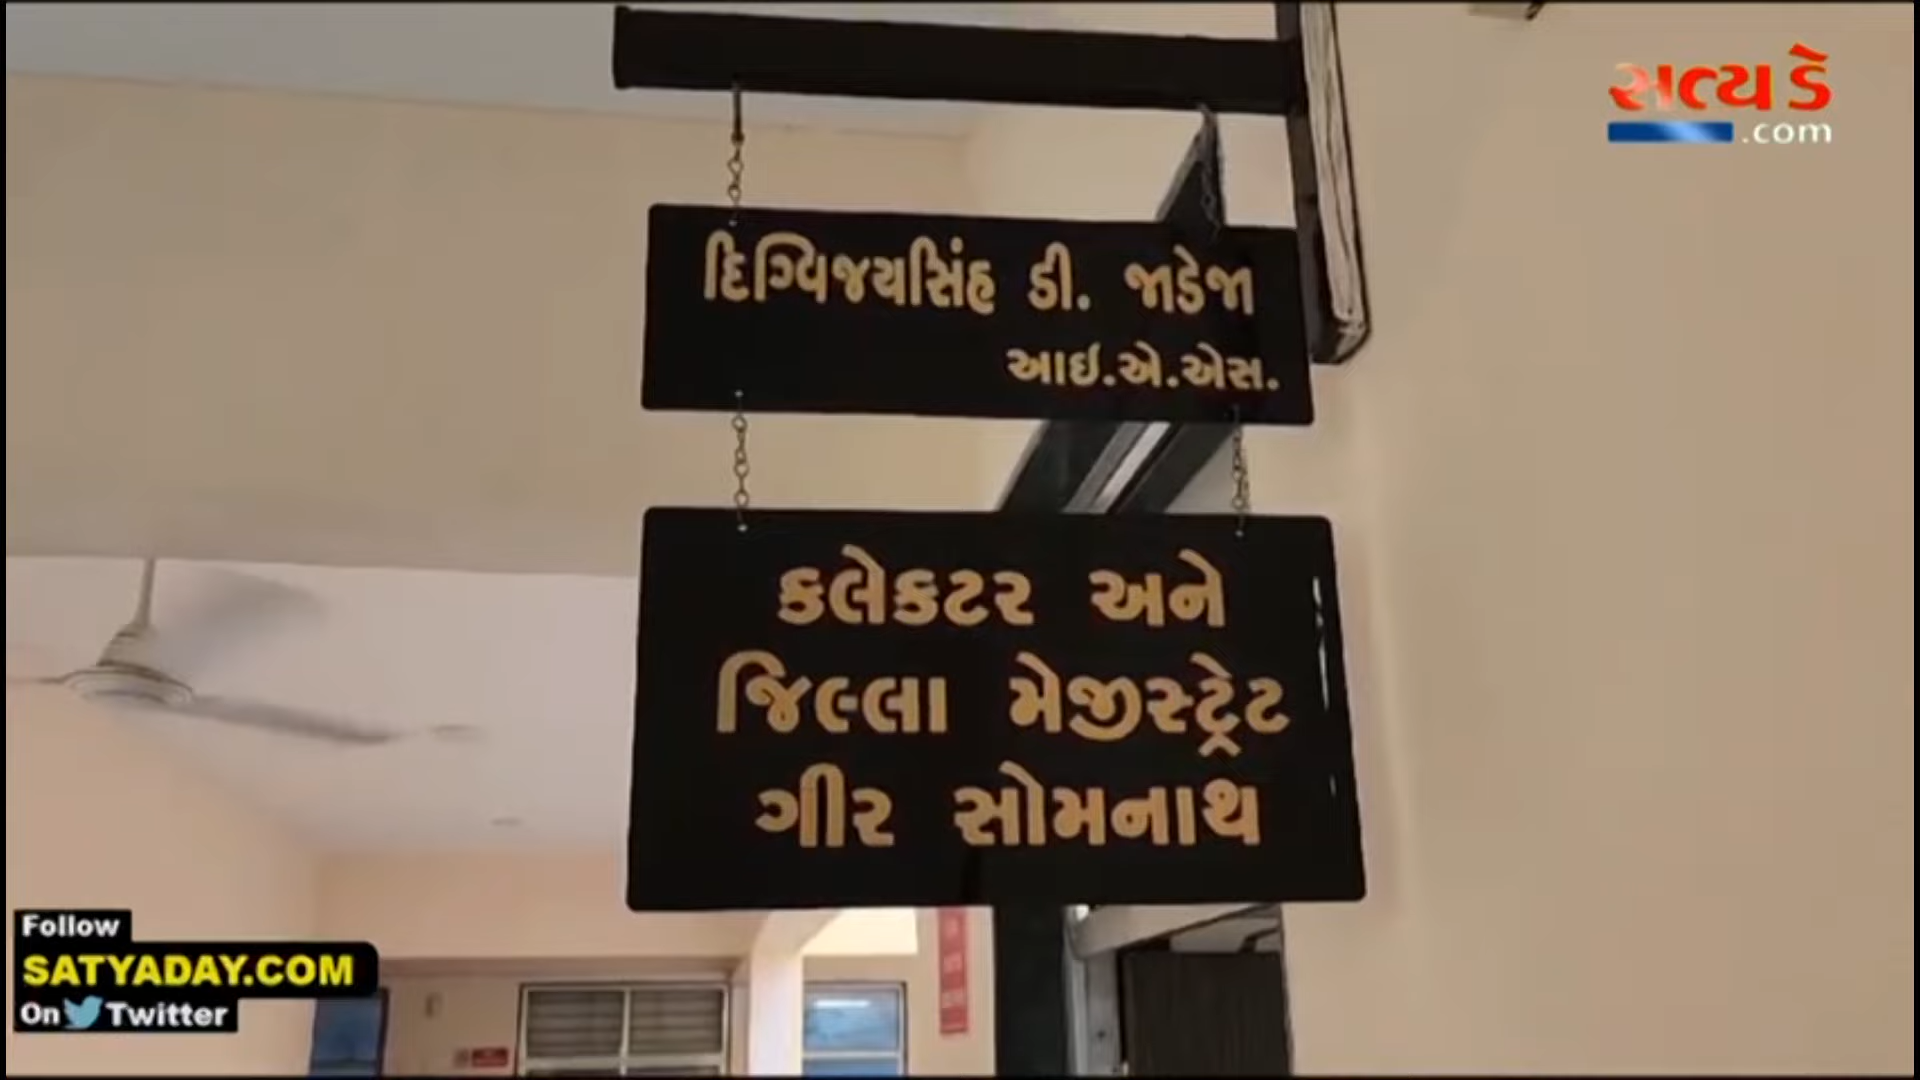 સત્ય ડે
.com
દિગ્વિજયસિંહ ડી. જાડેજા
આઈ.એ.એસ.
કલેકટર અને
જિલ્લા મેજીસ્ટ્રેટ
ગીર સોમનાથ
Follow
SATYADAY.COM
On Twitter